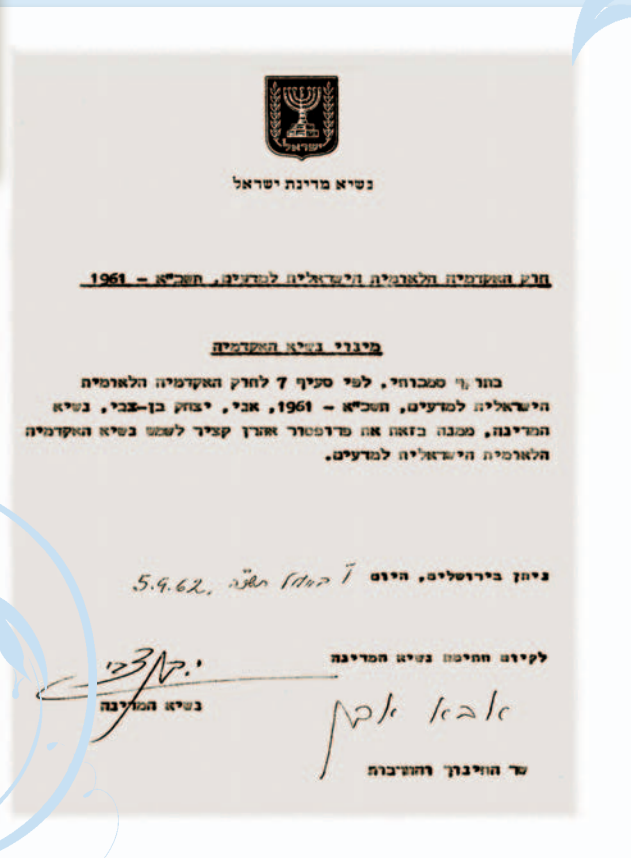 ישראל
נשיא מדינת ישראל
חוק האקדמיה הלאומית הישראלית למדעים, תשכ"א – 1961
מינוי נשיא האקדמיה
בתוקף סמכותי, לפי סעיף 7 לחוק האקדמיה הלאומית
הישראלית למדעים, תשכ"א – 1961, אני, יצחק בן-צבי, נשיא
המדינה, ממנה בזאת את פרופסור אהרן קציר לשמש נשיא האקדמיה
הלאומית הישראלית למדעים.
ניתן בירושלים, היום ו' באלול תשכ"ב 5.9.62.
לקיום חתימת נשיא המדינה
י. בן צבי
נשיא המדינה
אבא אבן
שר החינוך והתרבות